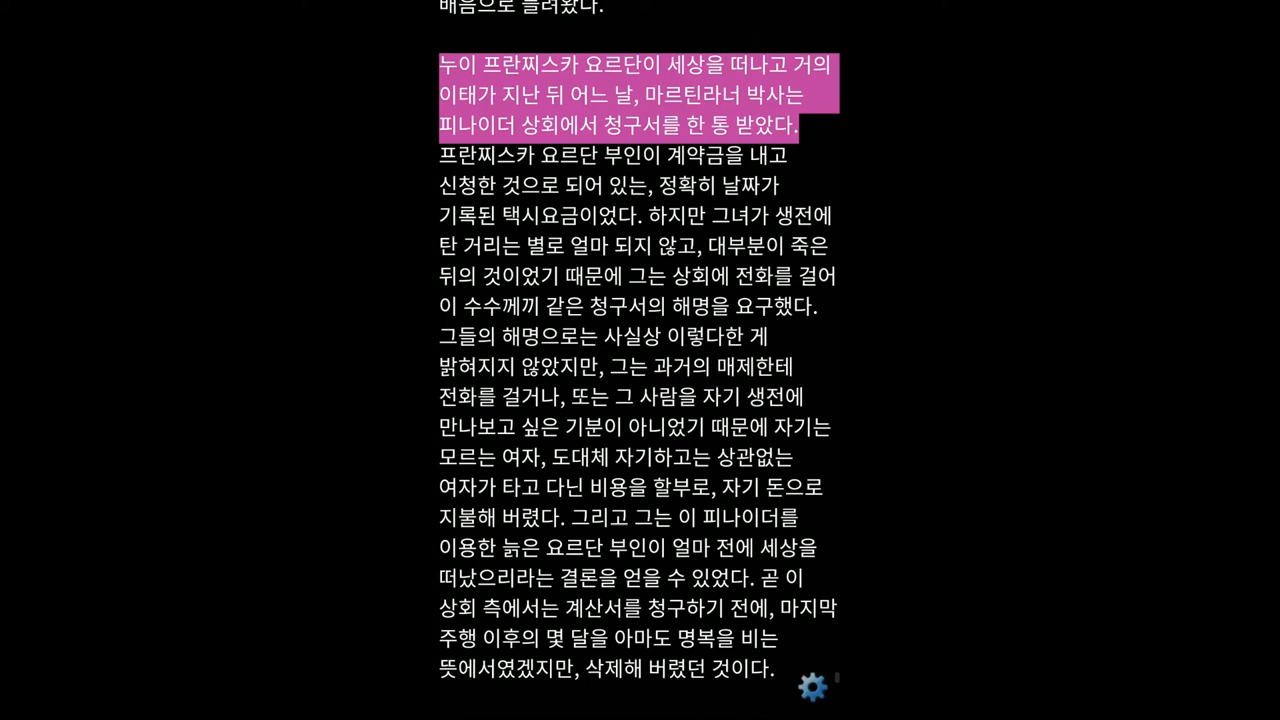 배음으로 들려왔다.
누이 프란찌스카 요르단이 세상을 떠나고 거의
이태가 지난 뒤 어느 날, 마르틴라너 박사는
피나이더 상회에서 청구서를 한 통 받았다.
프란찌스카 요르단 부인이 계약금을 내고
신청한 것으로 되어 있는, 정확히 날짜가
기록된 택시요금이었다. 하지만 그녀가 생전에
탄 거리는 별로 얼마 되지 않고, 대부분이 죽은
뒤의 것이었기 때문에 그는 상회에 전화를 걸어
이 수수께끼 같은 청구서의 해명을 요구했다.
그들의 해명으로는 사실상 이렇다한 게
밝혀지지 않았지만, 그는 과거의 매제한테
전화를 걸거나, 또는 그 사람을 자기 생전에
만나보고 싶은 기분이 아니었기 때문에 자기는
모르는 여자, 도대체 자기하고는 상관없는
여자가 타고 다닌 비용을 할부로, 자기 돈으로
지불해 버렸다. 그리고 그는 이 피나이더를
이용한 늙은 요르단 부인이 얼마 전에 세상을
떠났으리라는 결론을 얻을 수 있었다. 곧 이
상회 측에서는 계산서를 청구하기 전에, 마지막
주행 이후의 몇 달을 아마도 명복을 비는
뜻에서였겠지만, 삭제해 버렸던 것이다.